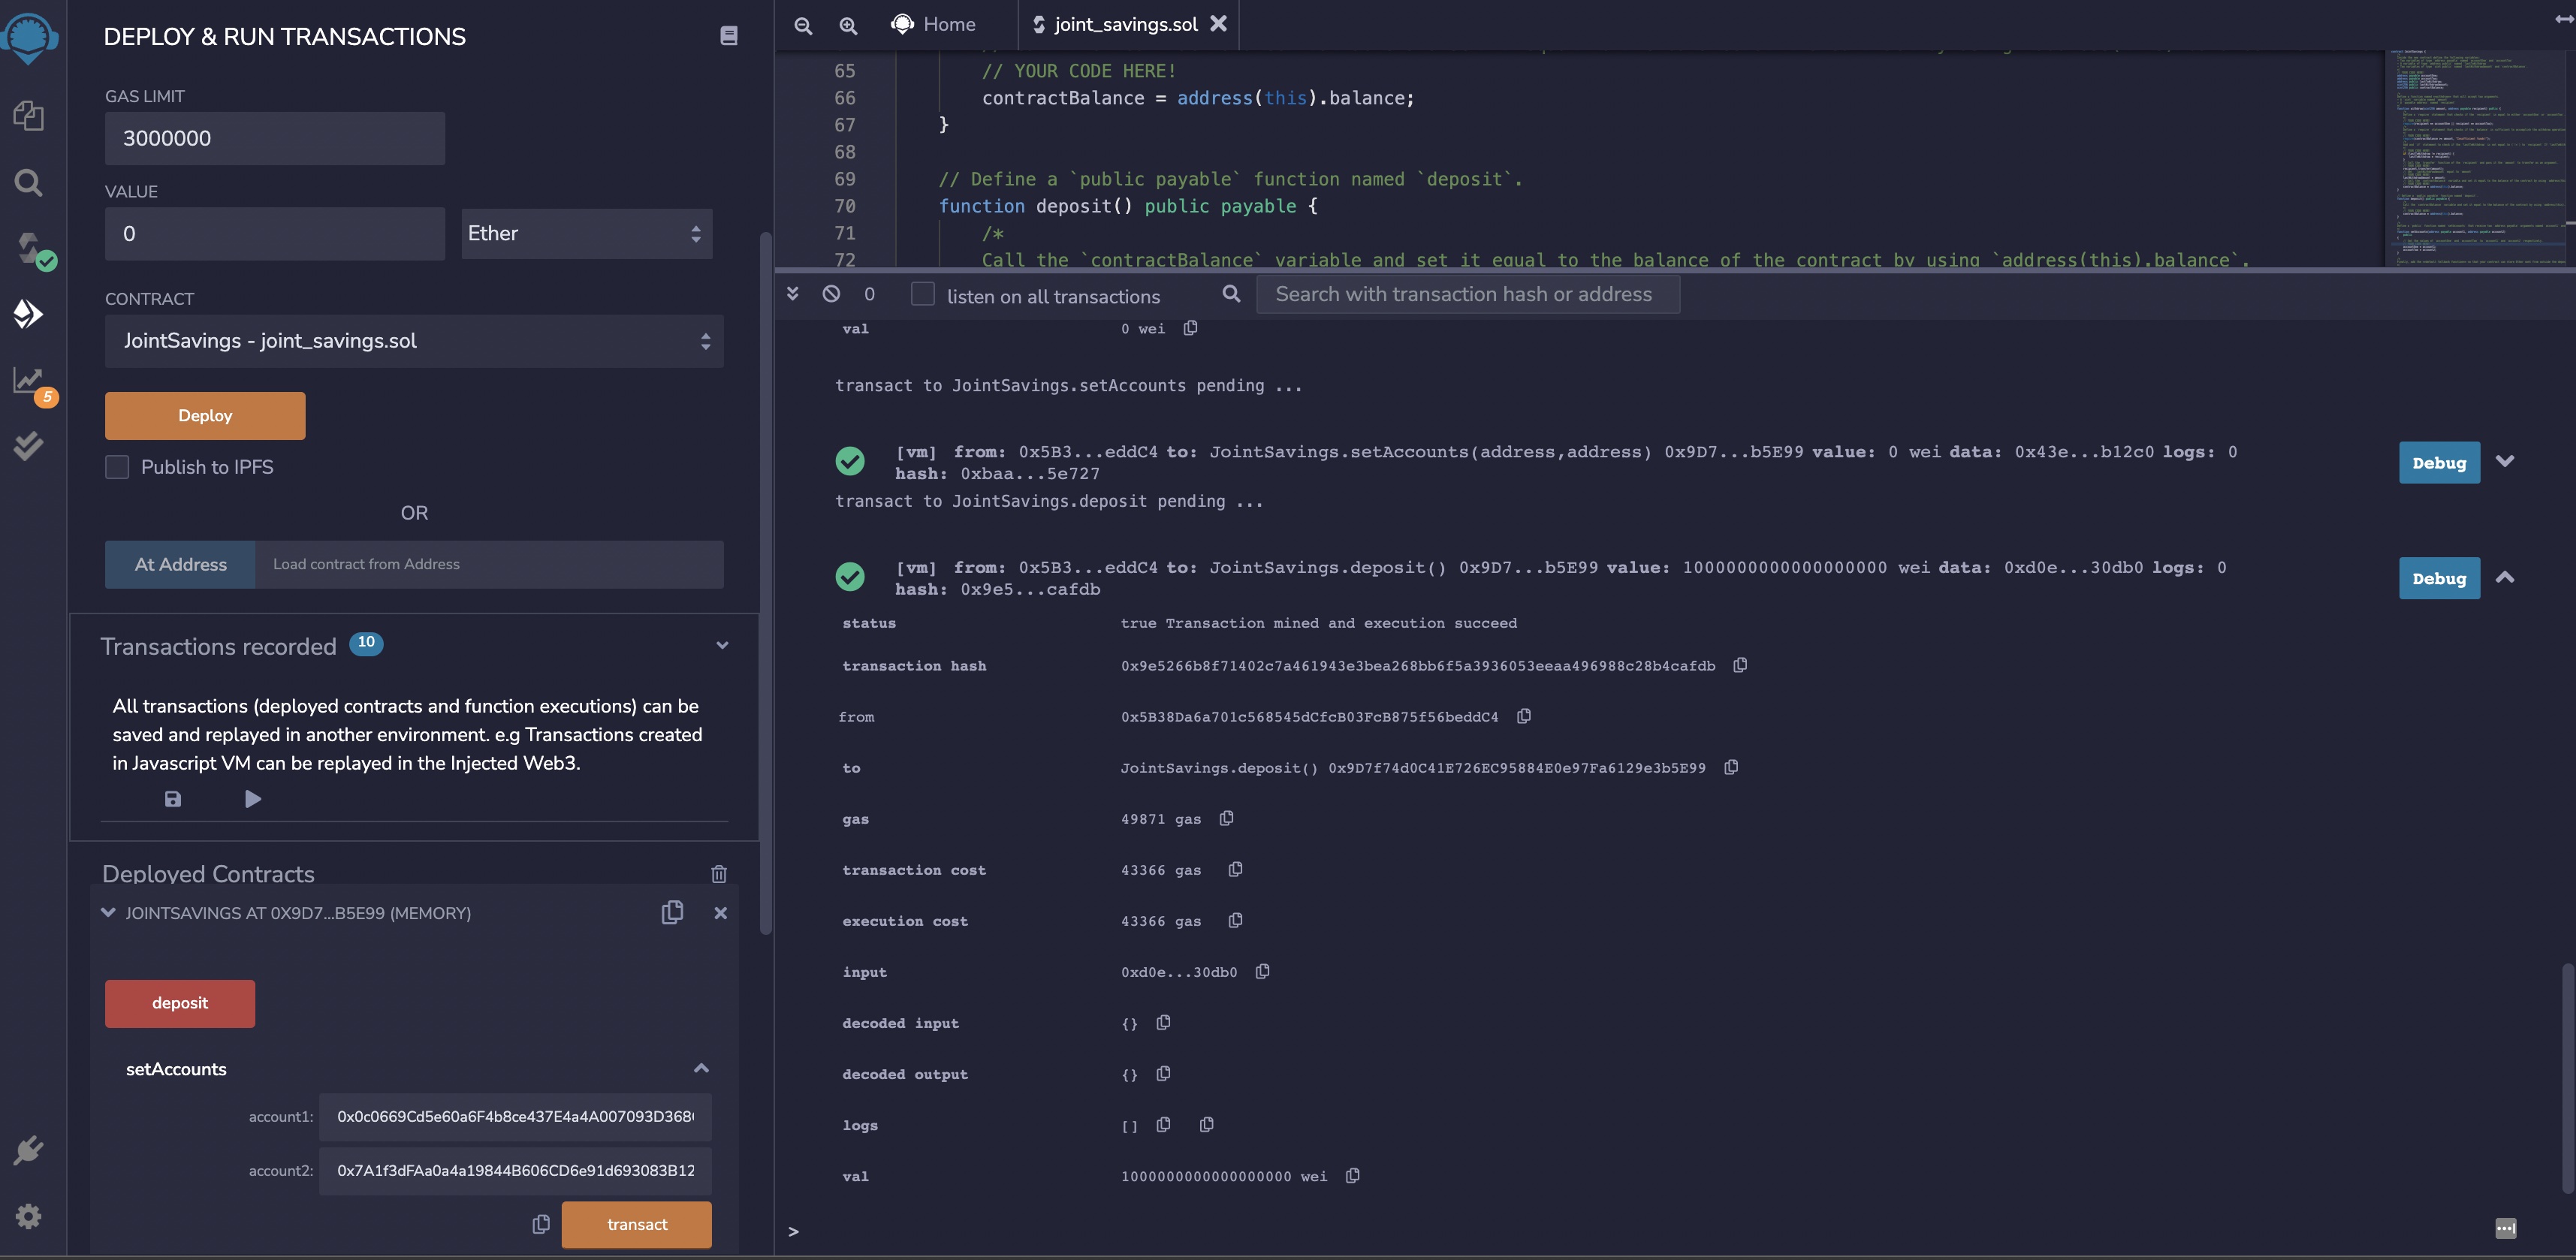 DEPLOY & RUN TRANSACTIONS
GAS LIMIT
3000000
VALUE
0
Ether
CONTRACT
JointSavings - joint_savings.sol
Deploy
Publish to IPFS
OR
At Address
Load contract from Address
Transactions recorded 10
All transactions (deployed contracts and function executions) can be
saved and replayed in another environment. e.g Transactions created
in Javascript VM can be replayed in the Injected Web3.
Deployed Contracts
JOINTSAVINGS AT 0X9D7...B5E99 (MEMORY)
deposit
setAccounts
account1: 0x0c0669Cd5e60a6F4b8ce437E4a4A007093D368
account2: 0x7A1f3dFAa0a4a19844B606CD6e91d693083B12
transact
5
Home
joint_savings.sol
65 // YOUR CODE HERE!
66 contractBalance = address(this).balance;
67 }
68
69 // Define a `public payable` function named `deposit`.
70 function deposit() public payable {
71 /*
72 Call the `contractBalance` variable and set it equal to the balance of the contract by using `address(this).balance`.
0
listen on all transactions
Search with transaction hash or address
val 0 wei
transact to JointSavings.setAccounts pending ...
[vm] from: 0x5B3...eddC4 to: JointSavings.setAccounts(address,address) 0x9D7...b5E99 value: 0 wei data: 0x43e...b12c0 logs: 0
hash: 0xbaa...5e727
Debug
transact to JointSavings.deposit pending ...
[vm] from: 0x5B3...eddC4 to: JointSavings.deposit() 0x9D7...b5E99 value: 1000000000000000000 wei data: 0xd0e...30db0 logs: 0
hash: 0x9e5...cafdb
Debug
status true Transaction mined and execution succeed
transaction hash 0x9e5266b8f71402c7a461943e3bea268bb6f5a3936053eeaa496988c28b4cafdb
from 0x5B38Da6a701c568545dCfcB03FcB875f56beddC4
to JointSavings.deposit() 0x9D7f74d0C41E726EC95884E0e97Fa6129e3b5E99
gas 49871 gas
transaction cost 43366 gas
execution cost 43366 gas
input 0xd0e...30db0
decoded input {}
decoded output {}
logs []
val 1000000000000000000 wei
>